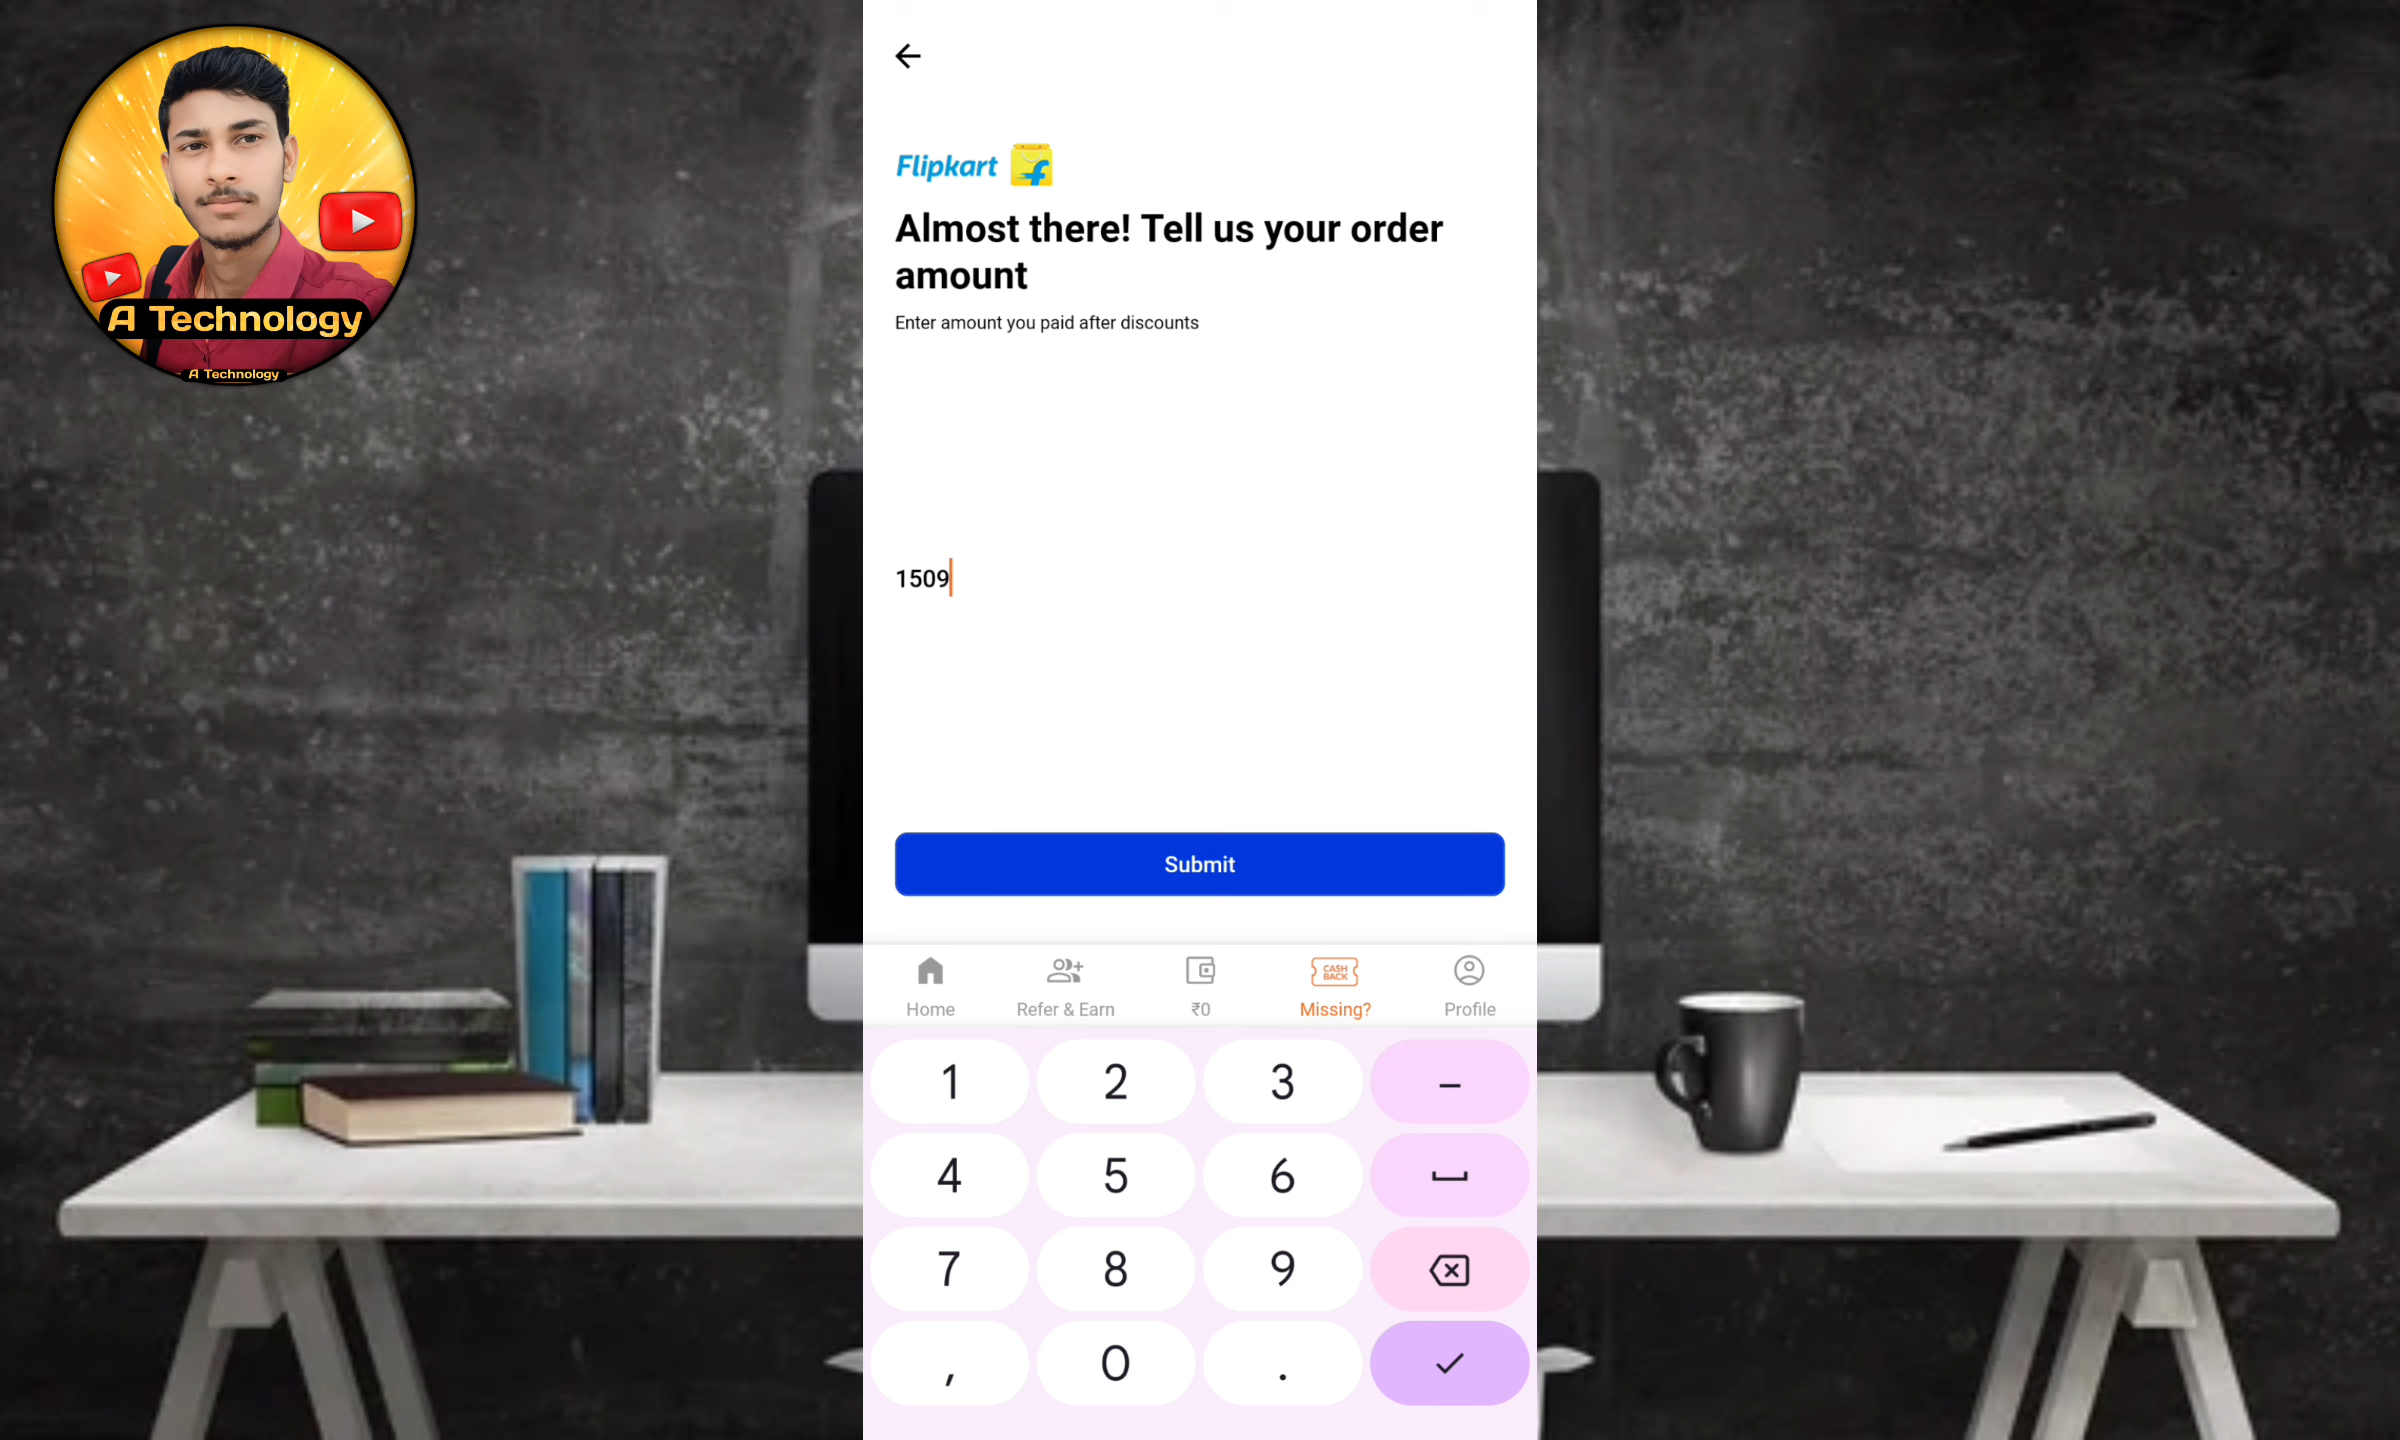 A Technology
A Technology
Flipkart
Almost there! Tell us your order
amount
Enter amount you paid after discounts
1509
Submit
CASH
BACK
Home
Refer & Earn
₹0
Missing?
Profile
1 2 3 –
4 5 6
7 8 9
, 0 .